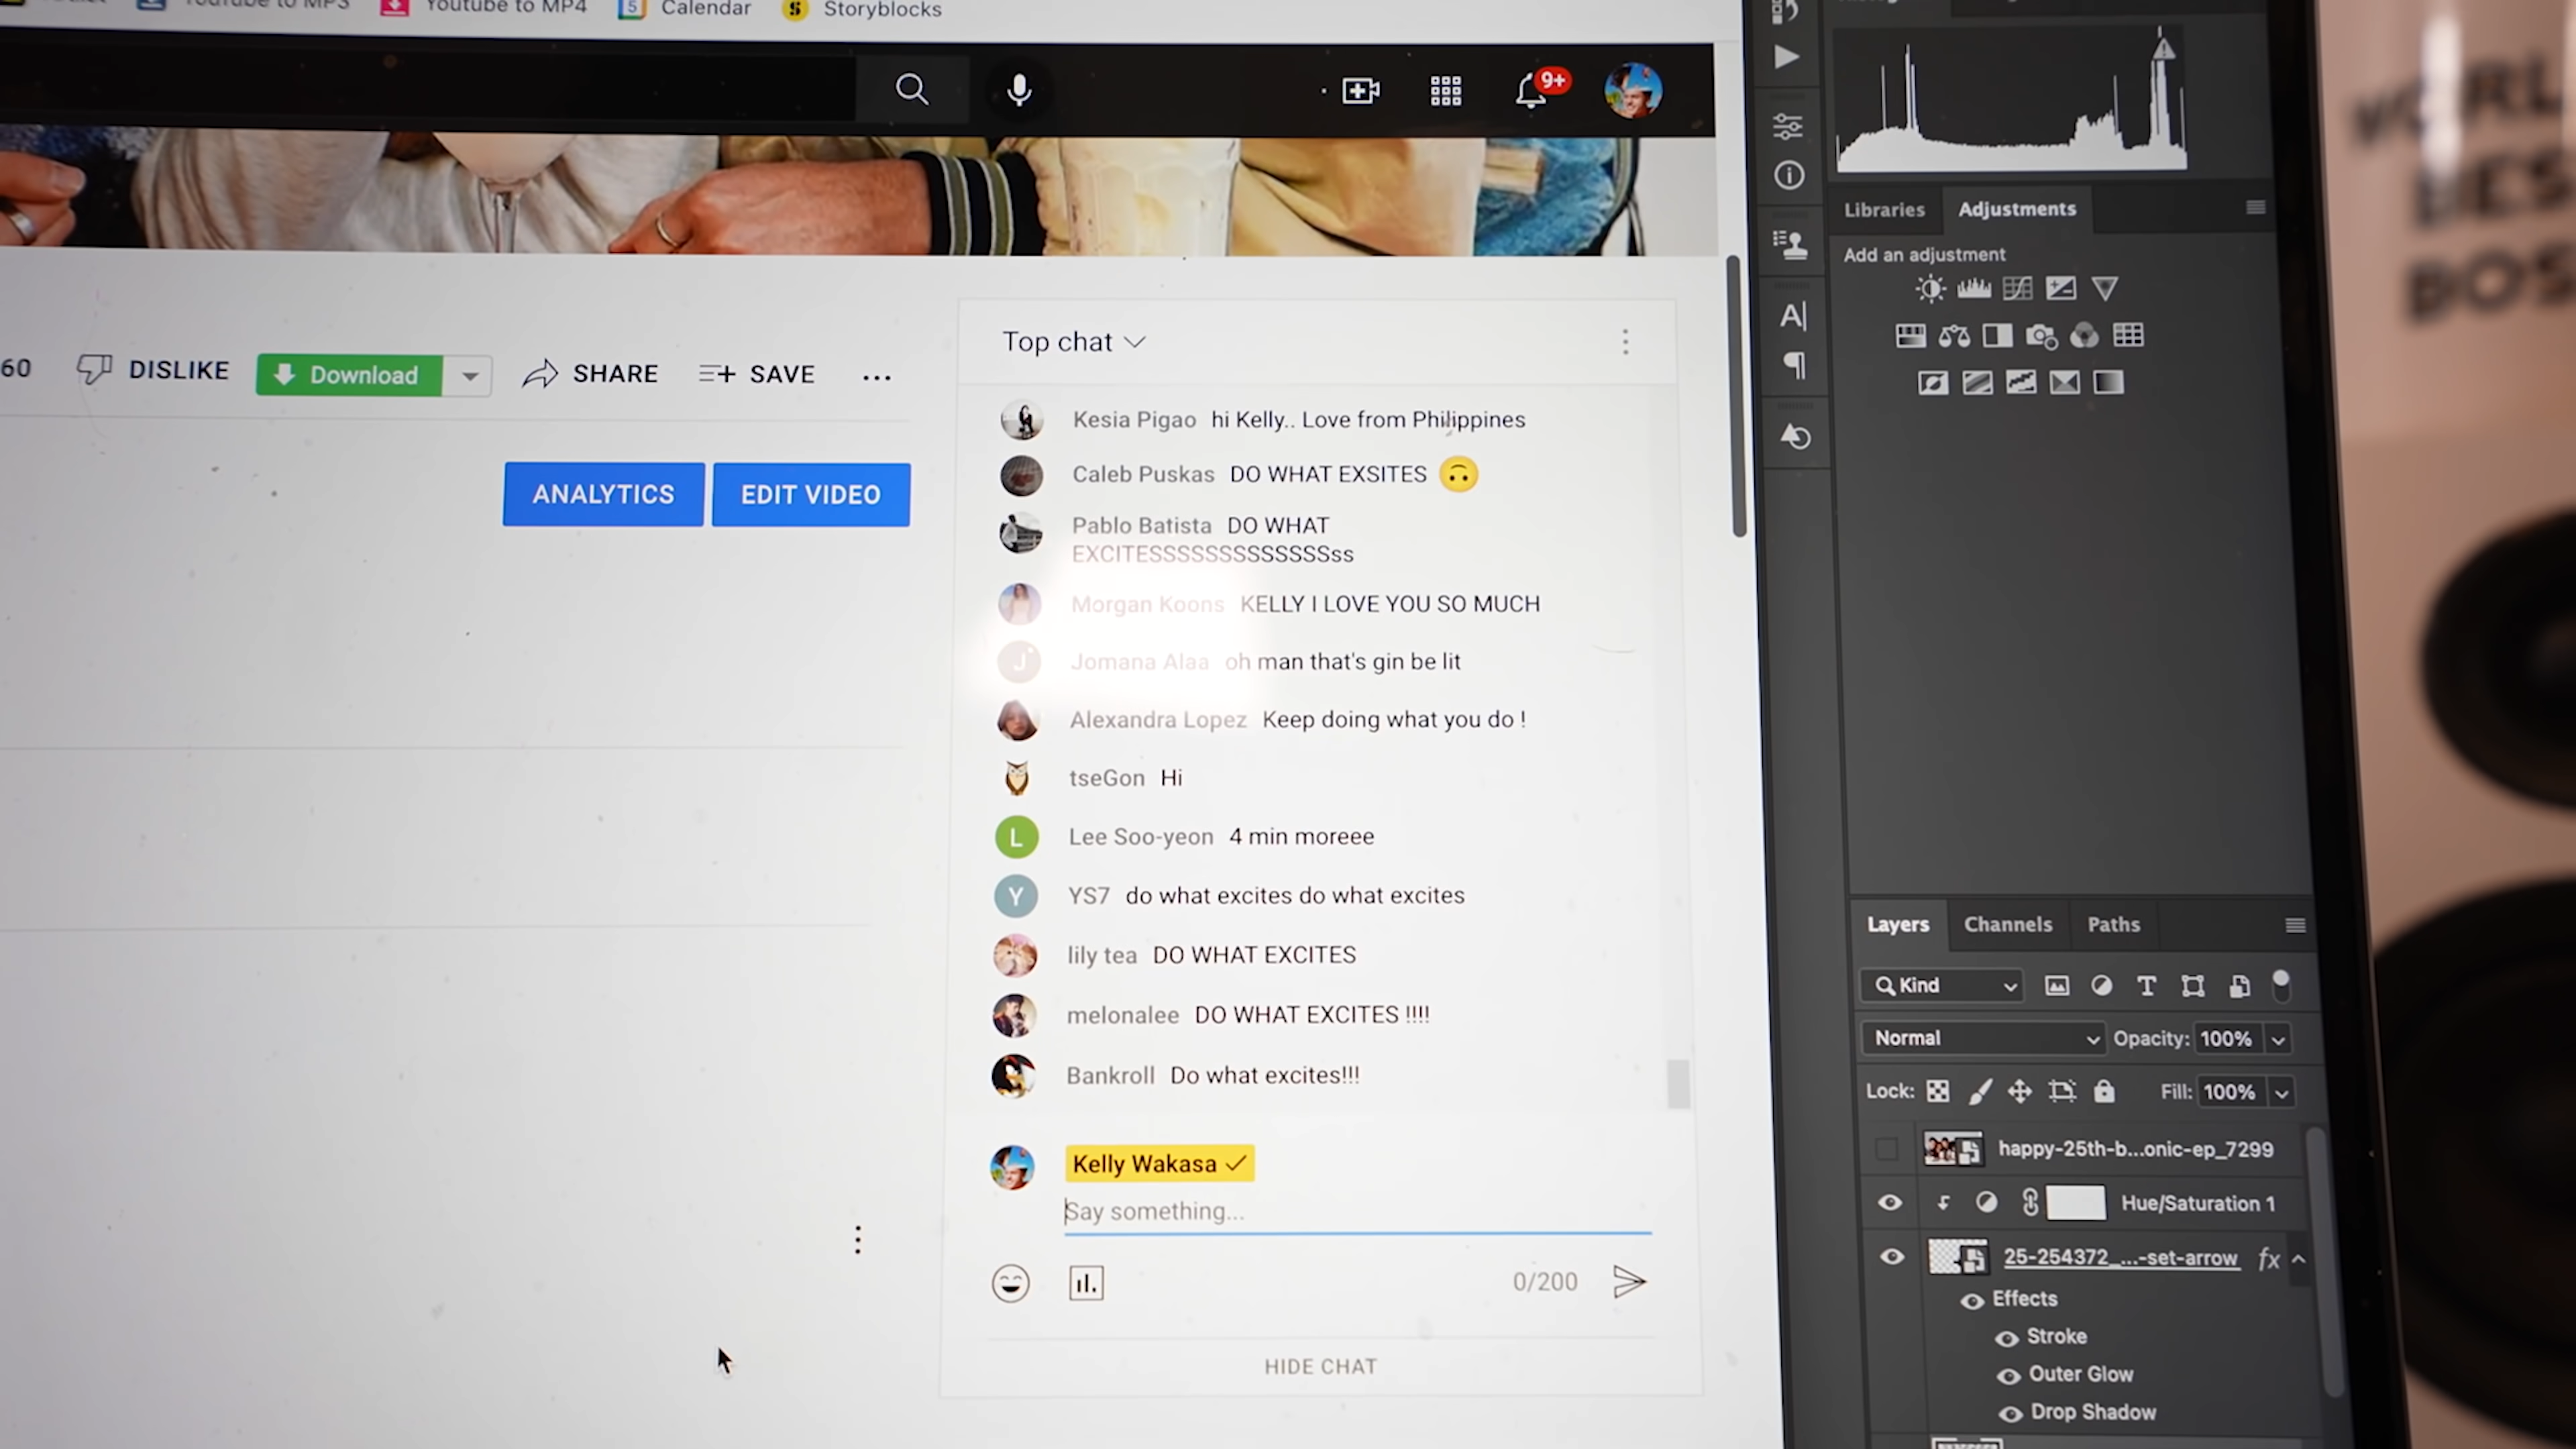 YouTube to MP3
Youtube to MP4
5
Calendar
S
Storyblocks
9+
60
DISLIKE
Download
SHARE
SAVE
ANALYTICS
EDIT VIDEO
Top chat
Kesia Pigao hi Kelly.. Love from Philippines
Caleb Puskas DO WHAT EXSITES 🙃
Pablo Batista DO WHAT
EXCITESSSSSSSSSSSSSss
Morgan Koons KELLY I LOVE YOU SO MUCH
J
Jomana Alaa oh man that's gin be lit
Alexandra Lopez Keep doing what you do !
tseGon Hi
L
Lee Soo-yeon 4 min moreee
Y
YS7 do what excites do what excites
lily tea DO WHAT EXCITES
melonalee DO WHAT EXCITES !!!!
Bankroll Do what excites!!!
Kelly Wakasa ✓
Say something...
0/200
HIDE CHAT
Libraries Adjustments
Add an adjustment
Layers Channels Paths
Kind
Normal Opacity: 100%
Lock: Fill: 100%
happy-25th-b...onic-ep_7299
Hue/Saturation 1
25-254372_...-set-arrow fx
Effects
Stroke
Outer Glow
Drop Shadow
BOS